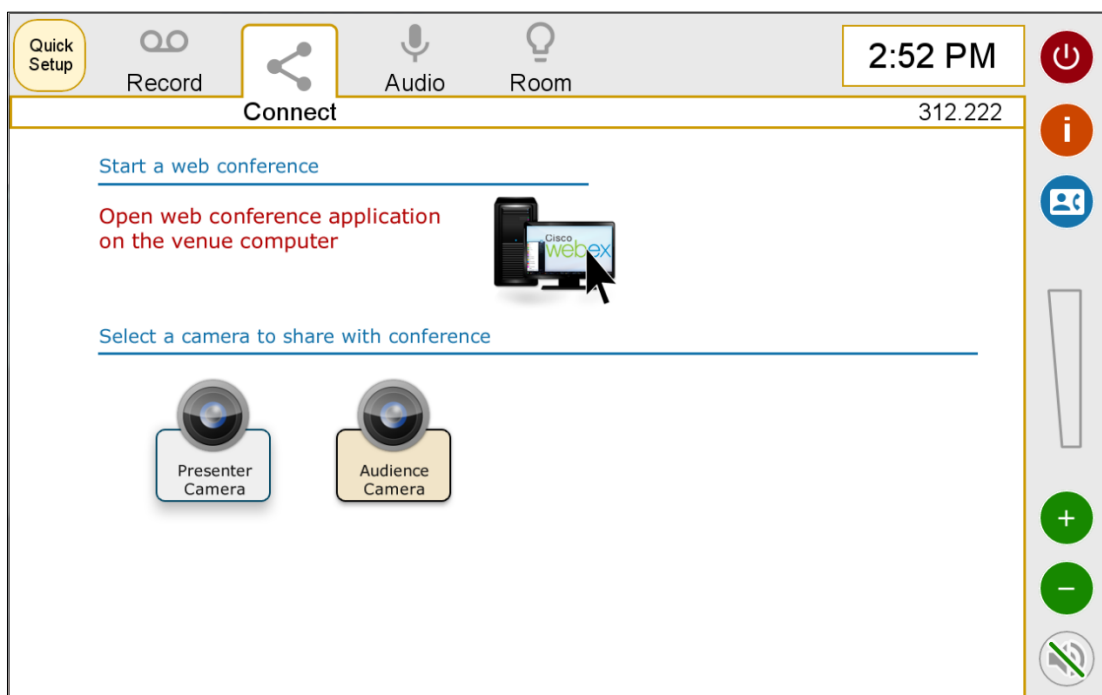 Quick
Setup
Record
Connect
Audio
Room
2:52 PM
312.222
Start a web conference
Open web conference application
on the venue computer
Cisco
webex
Select a camera to share with conference
Presenter
Camera
Audience
Camera